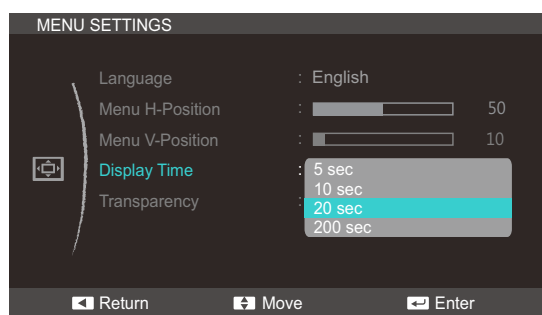 MENU SETTINGS
Language : English
Menu H-Position : 50
Menu V-Position : 10
Display Time : 5 sec
10 sec
20 sec
Transparency :
200 sec
Return Move Enter